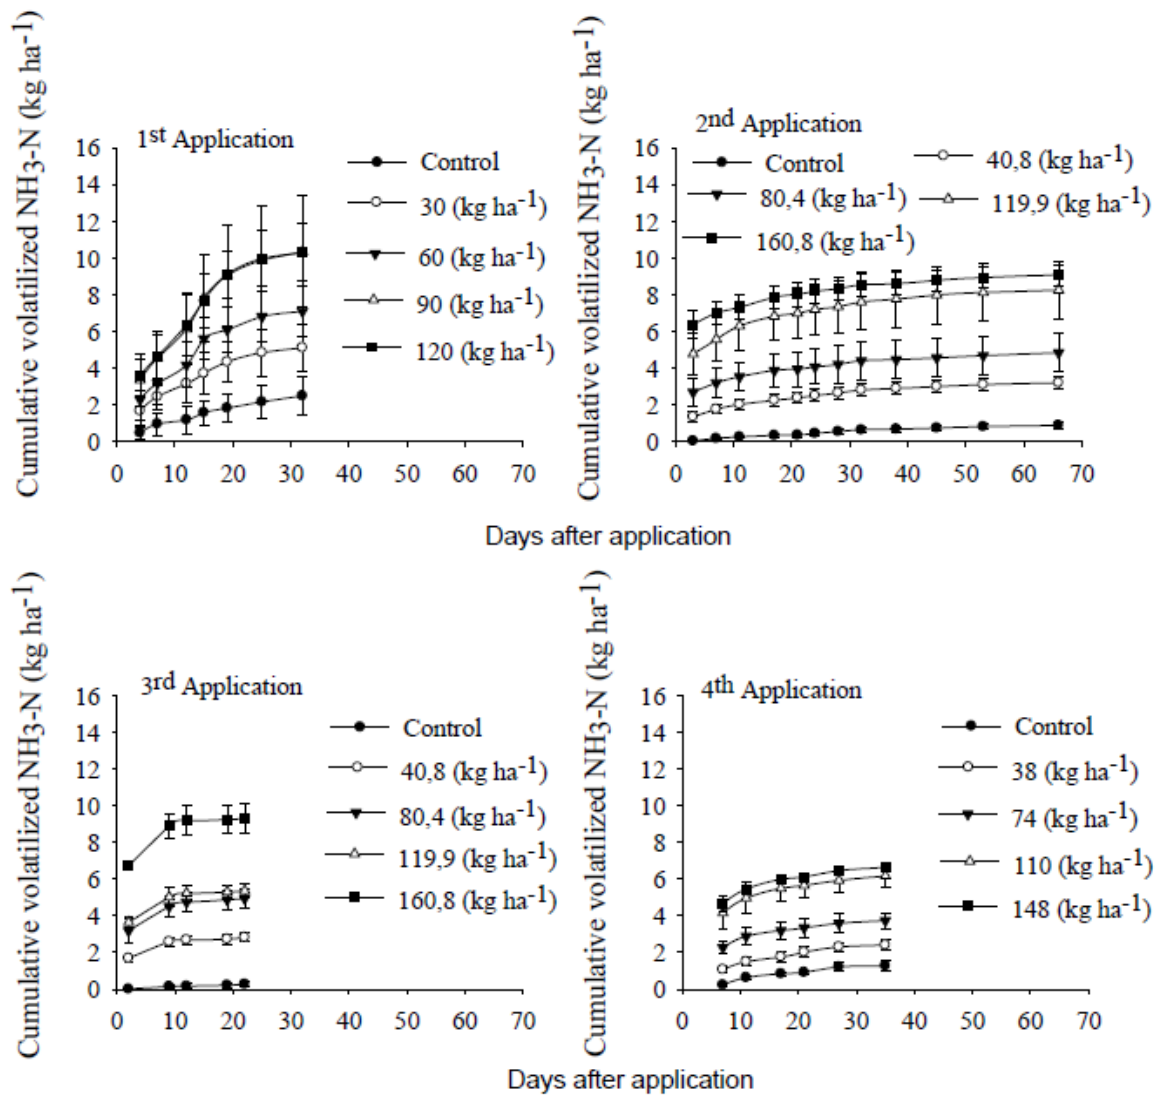 Cumulative volatilized NH3-N (kg ha-1)
1st Application
16
14
12
10
8
6
4
2
0
0 10 20 30 40 50 60 70
Control
30 (kg ha-1)
60 (kg ha-1)
90 (kg ha-1)
120 (kg ha-1)
Cumulative volatilized NH3-N (kg ha-1)
2nd Application
16
14
12
10
8
6
4
2
0
0 10 20 30 40 50 60 70
Control 40,8 (kg ha-1)
80,4 (kg ha-1) 119,9 (kg ha-1)
160,8 (kg ha-1)
Days after application
Cumulative volatilized NH3-N (kg ha-1)
3rd Application
16
14
12
10
8
6
4
2
0
0 10 20 30 40 50 60 70
Control
40,8 (kg ha-1)
80,4 (kg ha-1)
119,9 (kg ha-1)
160,8 (kg ha-1)
Cumulative volatilized NH3-N (kg ha-1)
4th Application
16
14
12
10
8
6
4
2
0
0 10 20 30 40 50 60 70
Control
38 (kg ha-1)
74 (kg ha-1)
110 (kg ha-1)
148 (kg ha-1)
Days after application